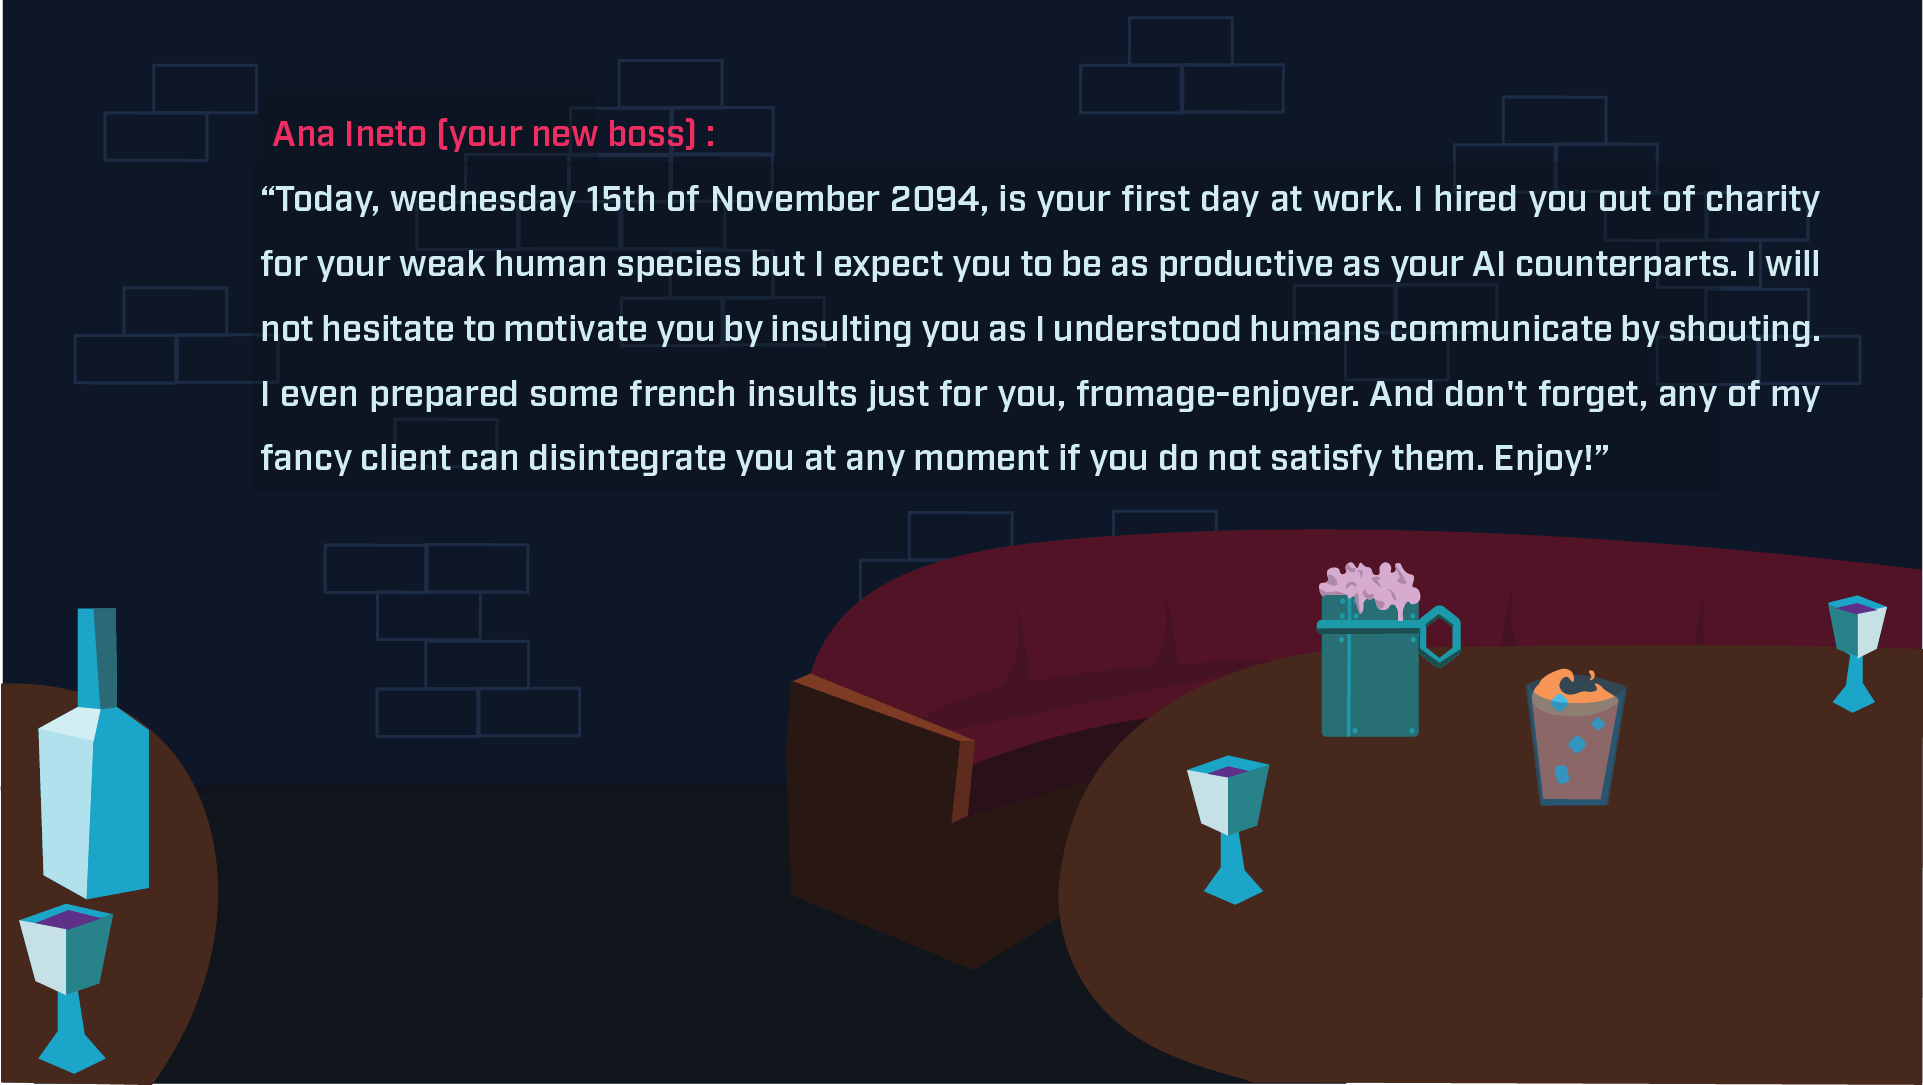 Ana Ineto (your new boss) :
“Today, wednesday 15th of November 2094, is your first day at work. I hired you out of charity
for your weak human species but I expect you to be as productive as your AI counterparts. I will
not hesitate to motivate you by insulting you as I understood humans communicate by shouting.
I even prepared some french insults just for you, fromage-enjoyer. And don't forget, any of my
fancy client can disintegrate you at any moment if you do not satisfy them. Enjoy!”